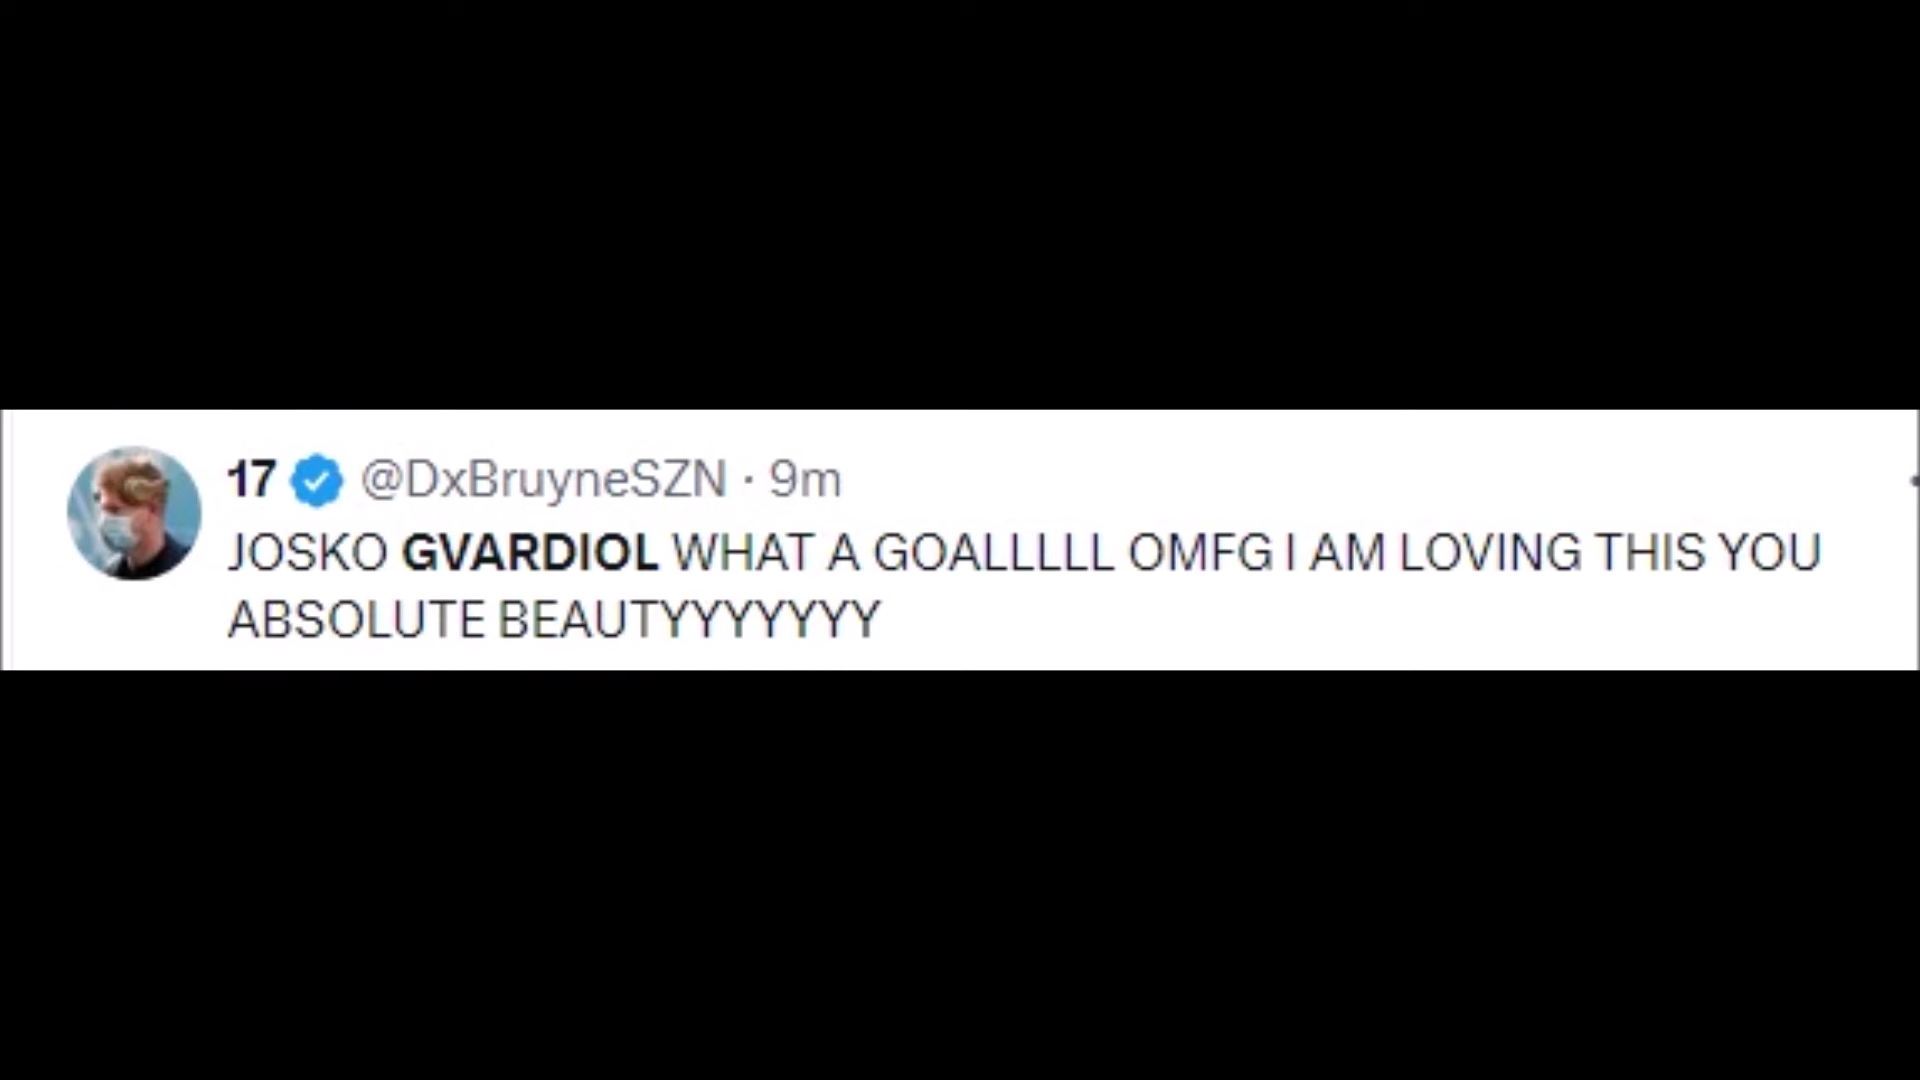 17 @DxBruyneSZN · 9m
JOSKO GVARDIOL WHAT A GOALLLLL OMFG I AM LOVING THIS YOU
ABSOLUTE BEAUTYYYYYYY